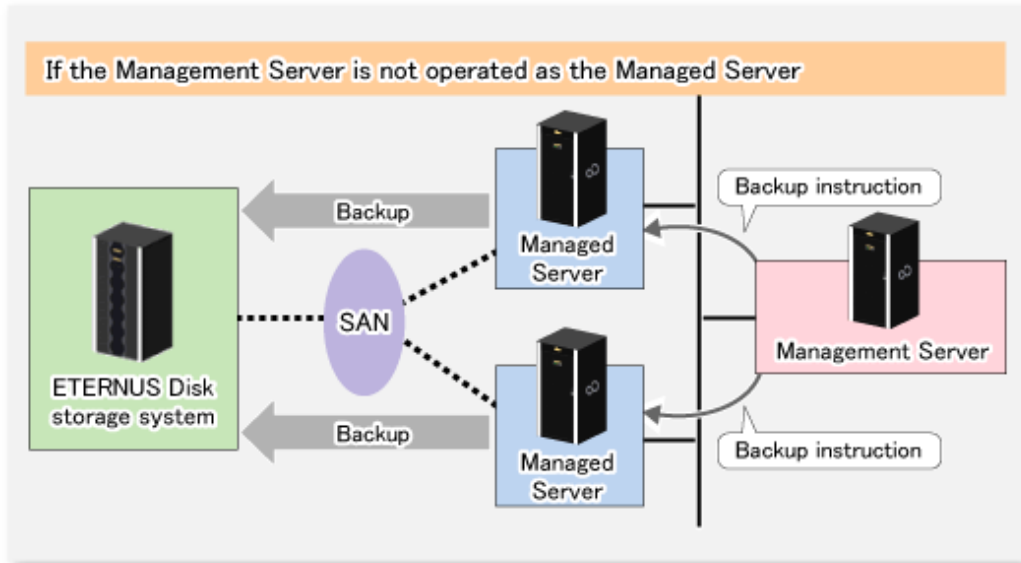 If the Management Server is not operated as the Managed Server
Backup instruction
Backup
Managed
Server
SAN
Management Server
ETERNUS Disk
storage system
Backup
Managed
Server
Backup instruction